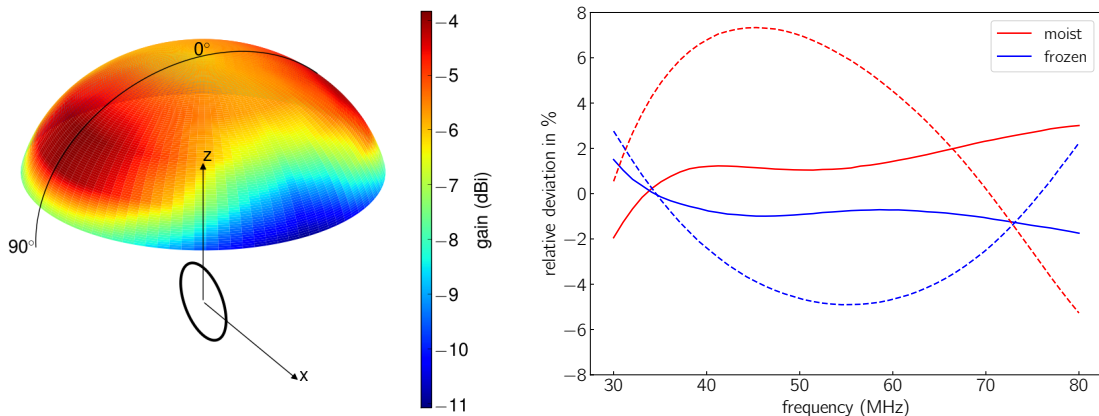 0°
90°
z
x
−4
−5
−6
−7
−8
−9
−10
−11
gain (dBi)
8
6
4
2
0
−2
−4
−6
−8
relative deviation in %
moist
frozen
30 40 50 60 70 80
frequency (MHz)